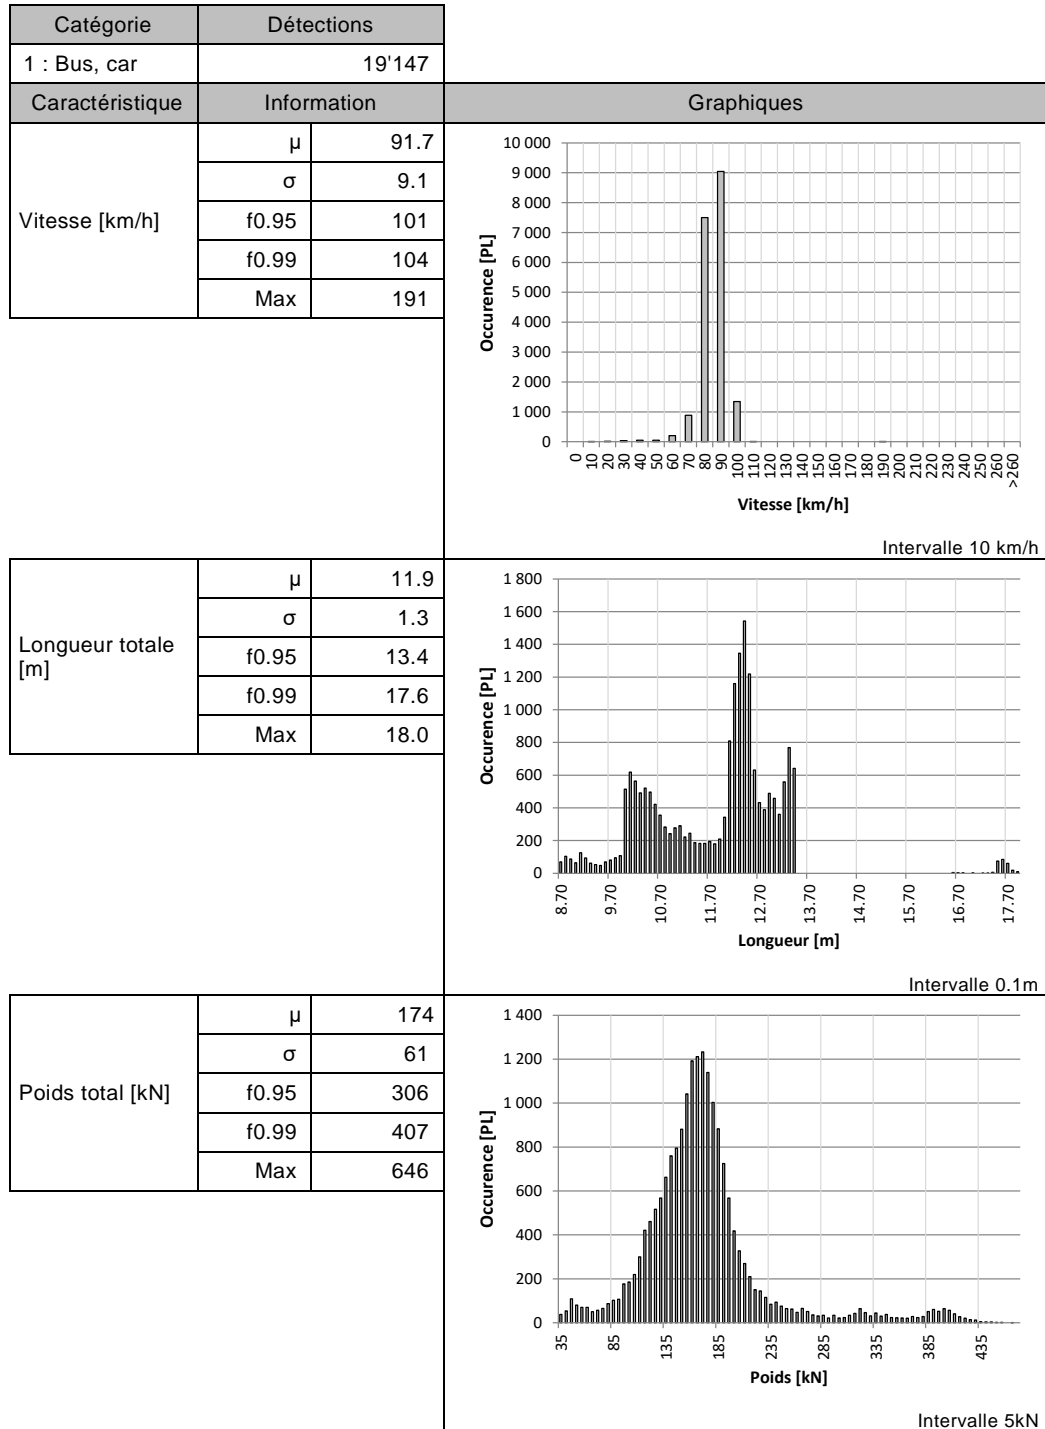 Catégorie Détections
1 : Bus, car 19'147
Caractéristique Information Graphiques
Vitesse [km/h]
µ 91.7
σ 9.1
f0.95 101
f0.99 104
Max 191
10 000
9 000
8 000
7 000
6 000
5 000
4 000
3 000
2 000
1 000
0
Occurence [PL]
0 10 20 30 40 50 60 70 80 90 100 110 120 130 140 150 160 170 180 190 200 210 220 230 240 250 260 >260
Vitesse [km/h]
Intervalle 10 km/h
Longueur totale
[m]
µ 11.9
σ 1.3
f0.95 13.4
f0.99 17.6
Max 18.0
1 800
1 600
1 400
1 200
1 000
800
600
400
200
0
Occurence [PL]
8.70 9.70 10.70 11.70 12.70 13.70 14.70 15.70 16.70 17.70
Longueur [m]
Intervalle 0.1m
Poids total [kN]
µ 174
σ 61
f0.95 306
f0.99 407
Max 646
1 400
1 200
1 000
800
600
400
200
0
Occurence [PL]
35 85 135 185 235 285 335 385 435
Poids [kN]
Intervalle 5kN